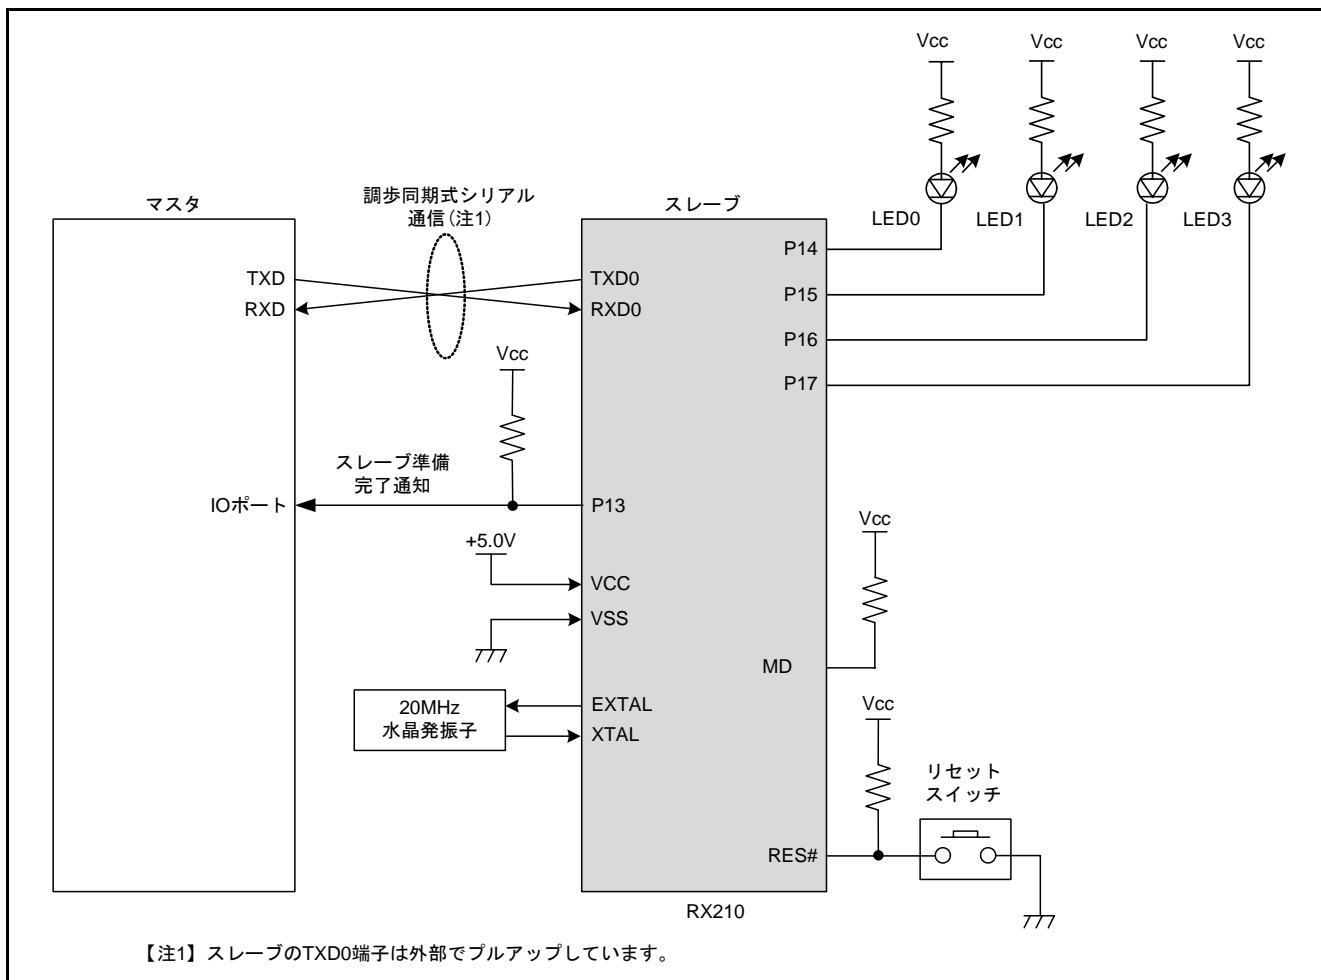 Vcc
Vcc
Vcc
Vcc
マスタ
調歩同期式シリアル
通信(注1)
スレーブ
LED0
LED1
LED2
LED3
P14
TXD
TXD0
P15
RXD
RXD0
P16
Vcc
P17
スレーブ準備
完了通知
IOポート
P13
Vcc
+5.0V
VCC
VSS
MD
20MHz
水晶発振子
EXTAL
XTAL
Vcc
リセット
スイッチ
RES#
RX210
【注1】スレーブのTXD0端子は外部でプルアップしています。